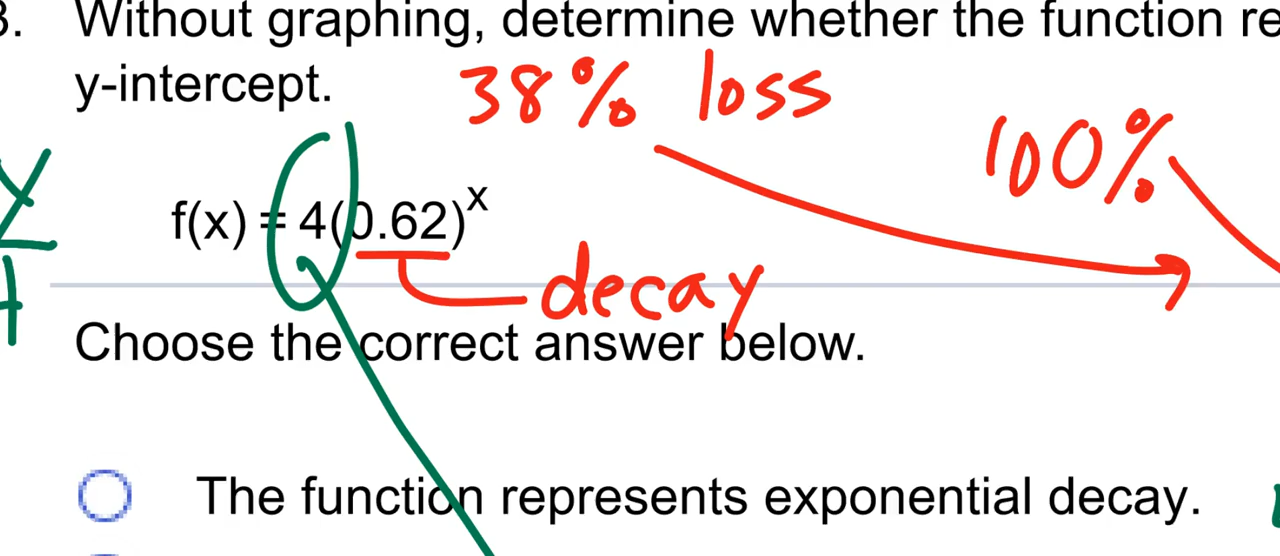 3. Without graphing, determine whether the function re
y-intercept.
38% loss
100%
y
f(x) = 4(0.62)^x
decay
Choose the correct answer below.
The function represents exponential decay.